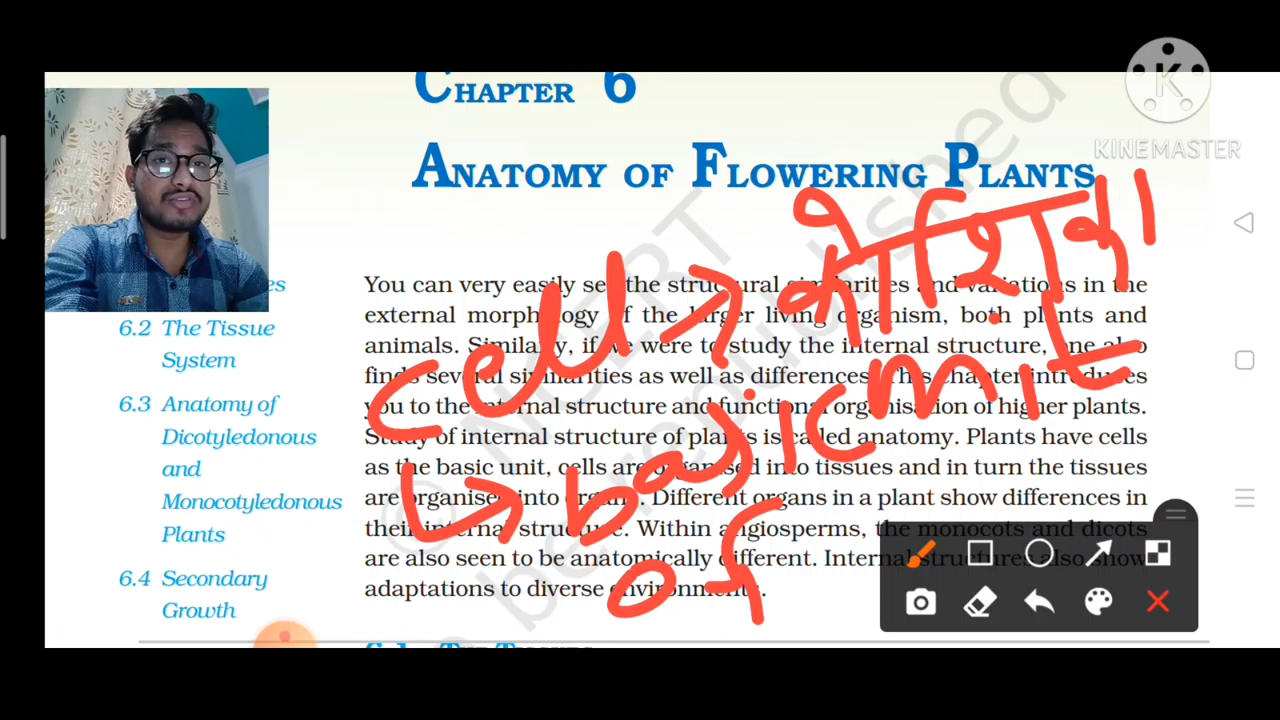 CHAPTER 6
KINEMASTER
ANATOMY OF FLOWERING PLANTS
cell → कोशिका
↳ basic unit
of
6.2 The Tissue
System
6.3 Anatomy of
Dicotyledonous
and
Monocotyledonous
Plants
6.4 Secondary
Growth
You can very easily see the structural similarities and variations in the
external morphology of the larger living organism, both plants and
animals. Similarly, if we were to study the internal structure, one also
finds several similarities as well as differences. This chapter introduces
you to the internal structure and functional organisation of higher plants.
Study of internal structure of plants is called anatomy. Plants have cells
as the basic unit, cells are organised into tissues and in turn the tissues
are organised into organs. Different organs in a plant show differences in
their internal structure. Within angiosperms, the monocots and dicots
are also seen to be anatomically different. Internal structures also show
adaptations to diverse environments.
© NCERT
be republished